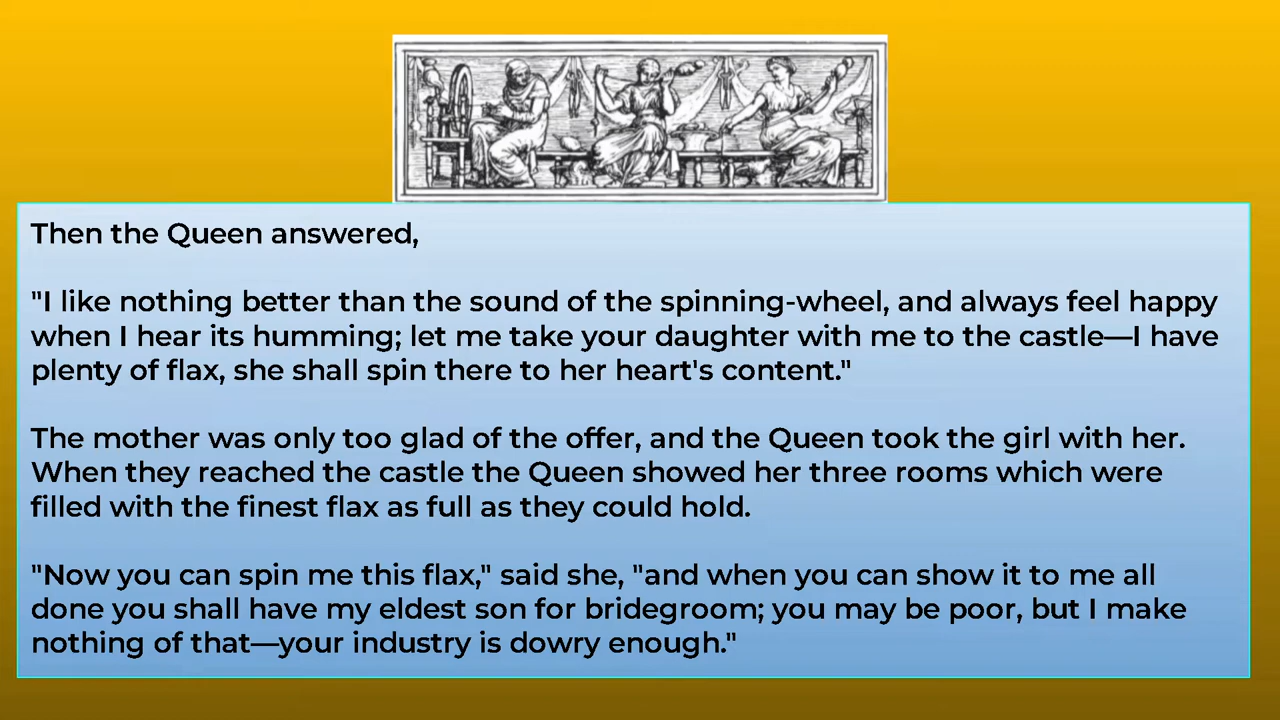 Then the Queen answered,
"I like nothing better than the sound of the spinning-wheel, and always feel happy
when I hear its humming; let me take your daughter with me to the castle—I have
plenty of flax, she shall spin there to her heart's content."
The mother was only too glad of the offer, and the Queen took the girl with her.
When they reached the castle the Queen showed her three rooms which were
filled with the finest flax as full as they could hold.
"Now you can spin me this flax," said she, "and when you can show it to me all
done you shall have my eldest son for bridegroom; you may be poor, but I make
nothing of that—your industry is dowry enough."